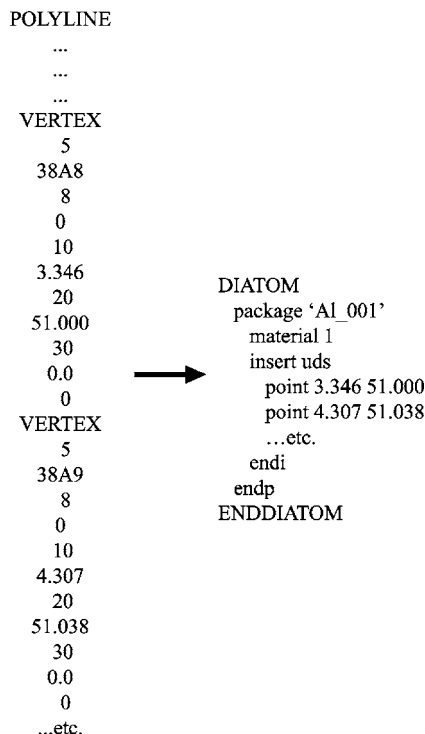 POLYLINE
...
...
...
VERTEX
5
38A8
8
0
10
3.346
20
51.000
30
0.0
0
VERTEX
5
38A9
8
0
10
4.307
20
51.038
30
0.0
0
...etc.
DIATOM
package ‘Al_001’
material 1
insert uds
point 3.346 51.000
point 4.307 51.038
…etc.
endi
endp
ENDDIATOM